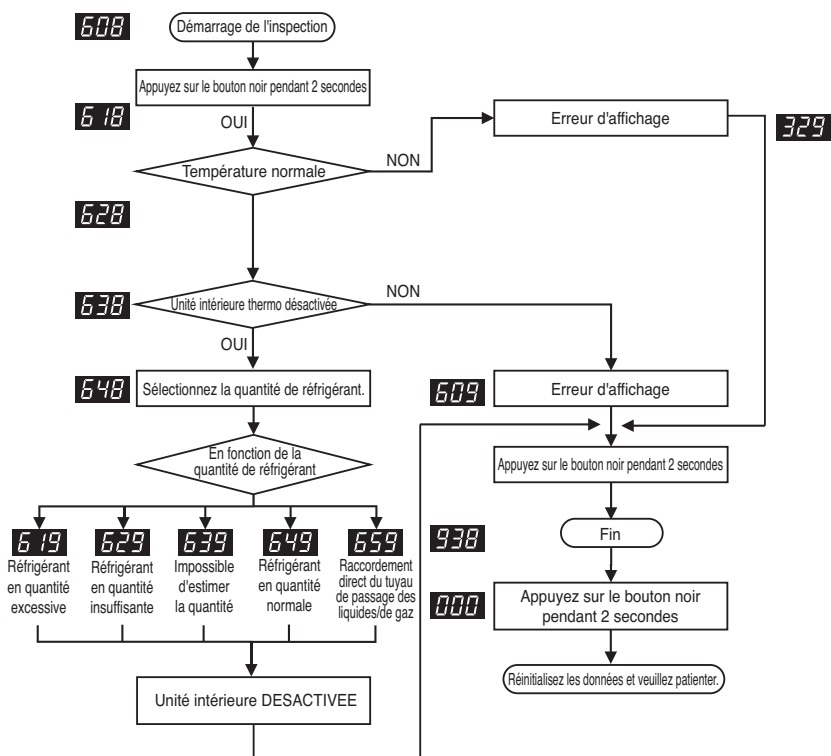 608
Démarrage de l'inspection
Appuyez sur le bouton noir pendant 2 secondes
618
OUI
Erreur d'affichage
329
Température normale
NON
628
638
Unité intérieure thermo désactivée
NON
OUI
648
Sélectionnez la quantité de réfrigérant.
609
Erreur d'affichage
En fonction de la
quantité de réfrigérant
Appuyez sur le bouton noir pendant 2 secondes
619
Réfrigérant
en quantité
excessive
629
Réfrigérant
en quantité
insuffisante
639
Impossible
d'estimer
la quantité
649
Réfrigérant
en quantité
normale
659
Raccordement
direct du tuyau
de passage des
liquides/de gaz
938
Fin
000
Appuyez sur le bouton noir
pendant 2 secondes
Unité intérieure DESACTIVEE
Réinitialisez les données et veuillez patienter.